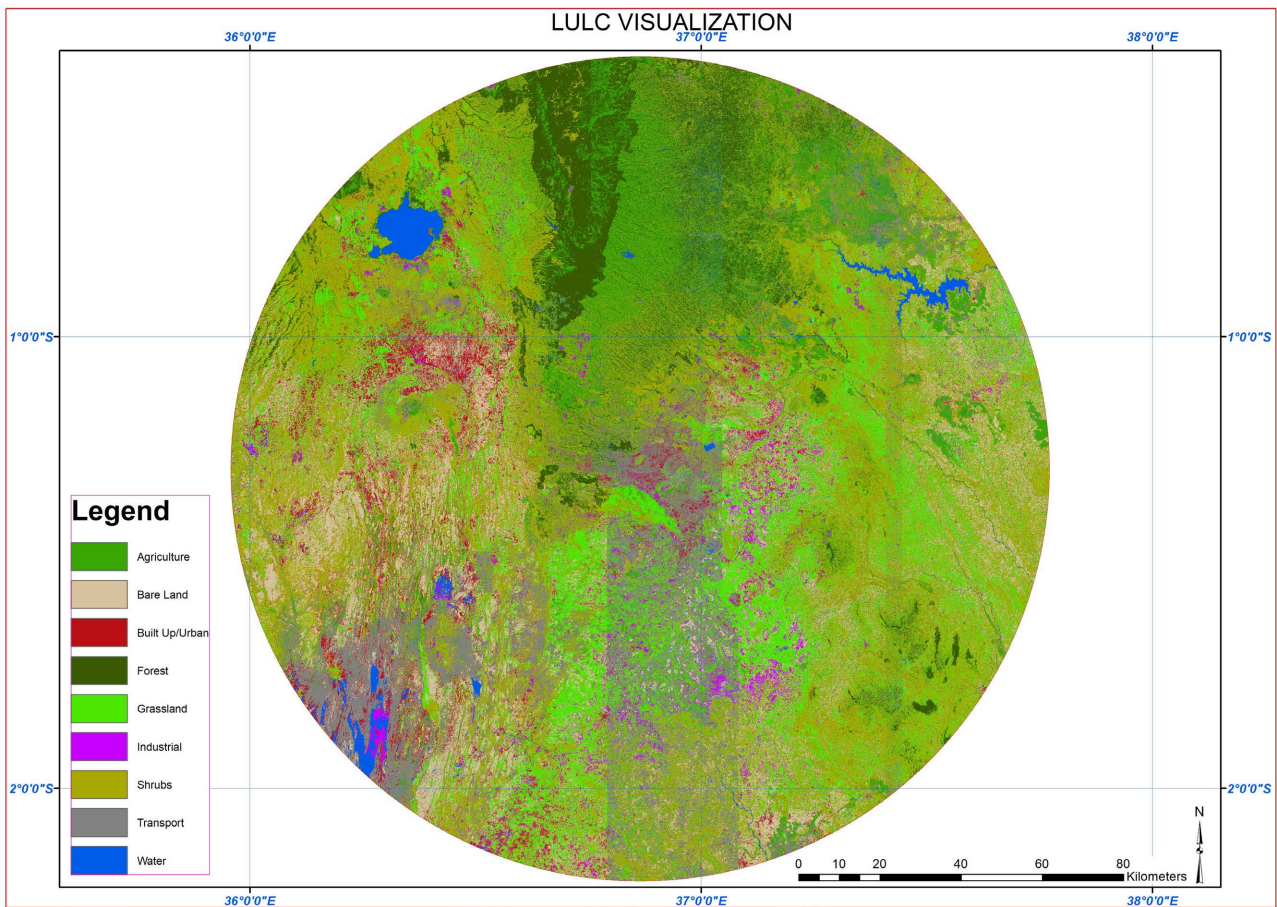 LULC VISUALIZATION
36°0'0"E 37°0'0"E 38°0'0"E
1°0'0"S 1°0'0"S
Legend
Agriculture
Bare Land
Built Up/Urban
Forest
Grassland
Industrial
Shrubs
Transport
Water
2°0'0"S 2°0'0"S
N
0 10 20 40 60 80
Kilometers
36°0'0"E 37°0'0"E 38°0'0"E